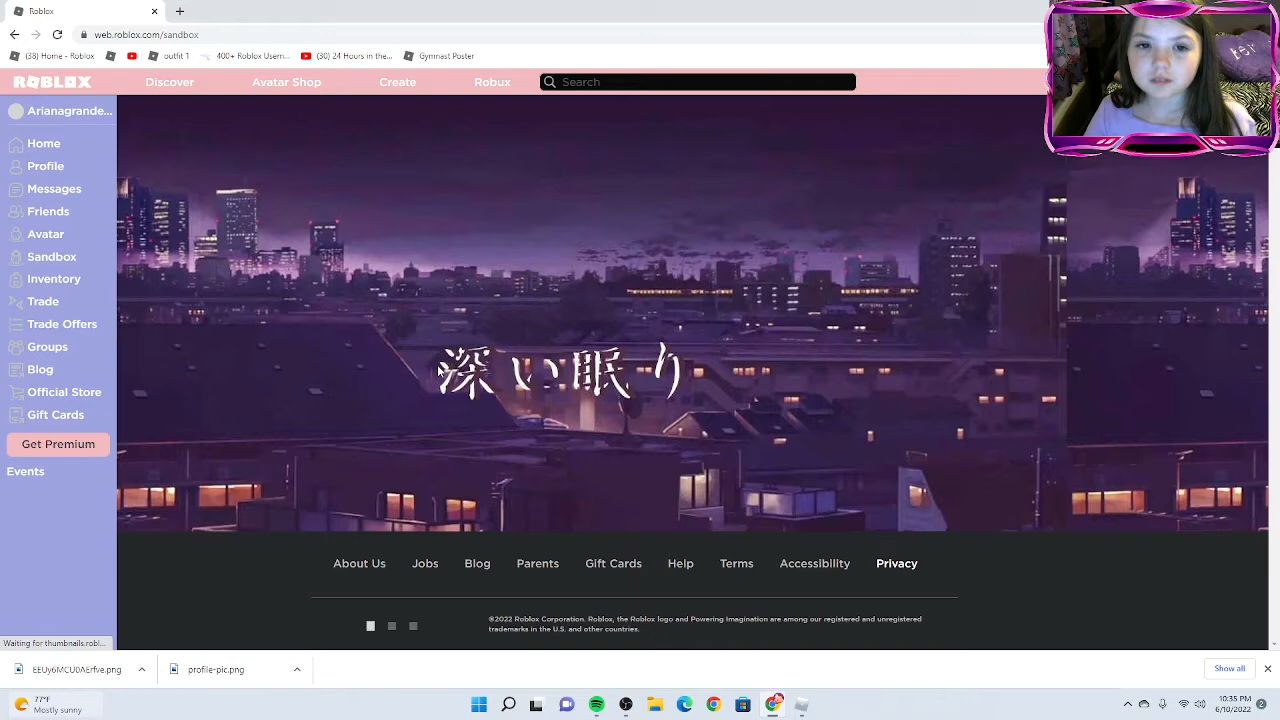 Roblox
web.roblox.com/sandbox
(38) Home - Roblox
outfit 1
400+ Roblox Usern...
(30) 24 Hours in the...
Gymnast Poster
ROBLOX
Discover
Avatar Shop
Create
Robux
Search
Arianagrande...
Home
Profile
Messages
Friends
Avatar
Sandbox
Inventory
Trade
Trade Offers
Groups
Blog
Official Store
Gift Cards
Get Premium
Events
深い眠り
About Us Jobs Blog Parents Gift Cards Help Terms Accessibility Privacy
©2022 Roblox Corporation. Roblox, the Roblox logo and Powering Imagination are among our registered and unregistered
trademarks in the U.S. and other countries.
Waiting for thumbnails.robl...
profile-pic.png
Show all
77°F
Mostly sunny
10:35 PM
6/10/2022